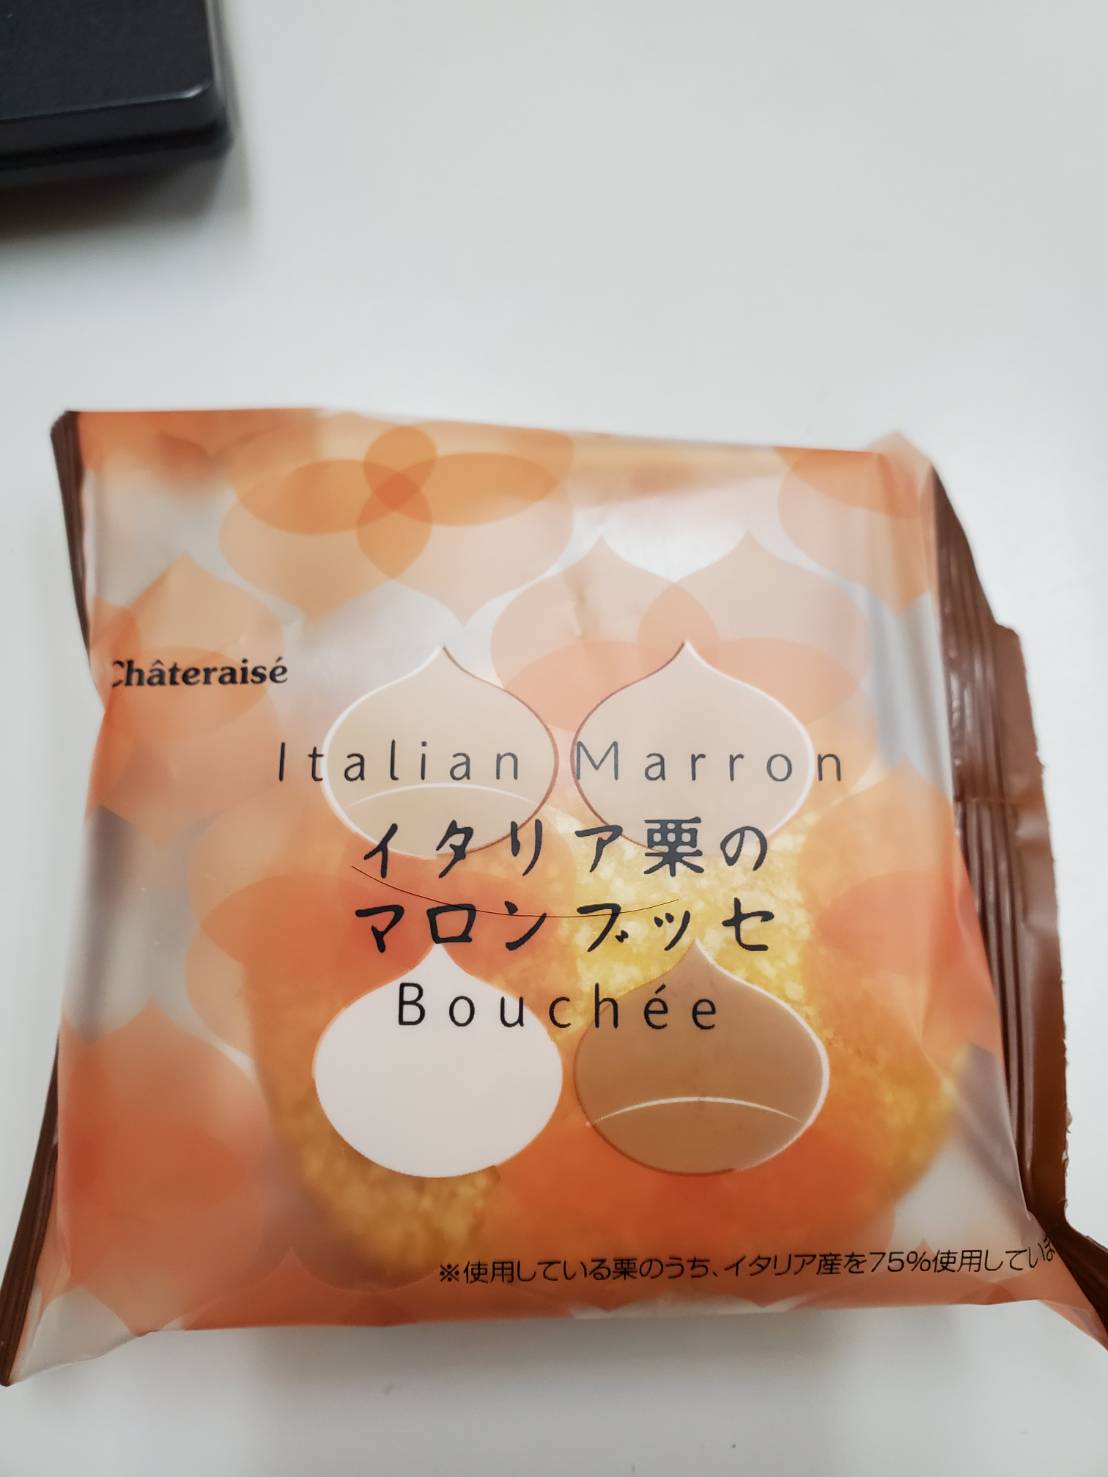 Châteraisé
Italian Marron
イタリア栗の
マロンブッセ
Bouchée
※使用している栗のうち、イタリア産を75%使用していま